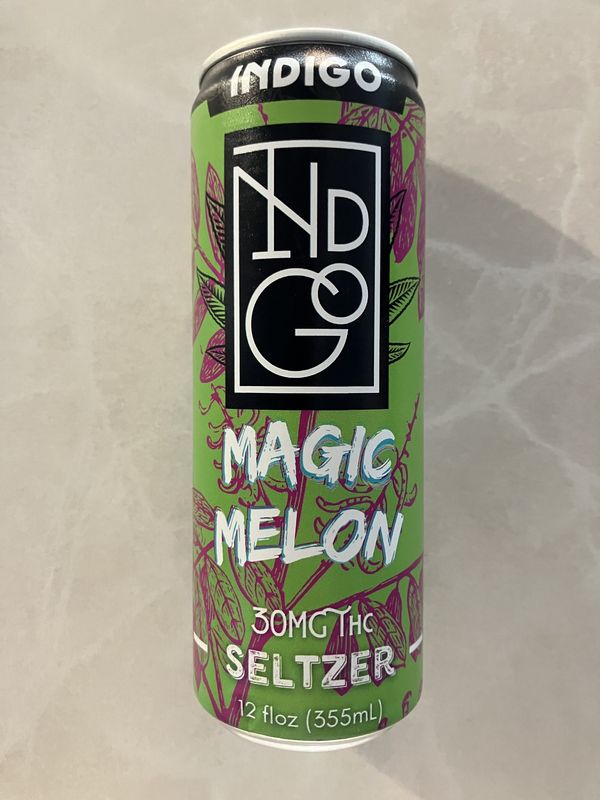 INDIGO
IND
GO
MAGIC
MELON
30MG THC
SELTZER
12 floz (355mL)